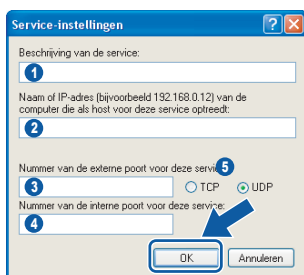 Service-instellingen
Beschrijving van de service:
1
Naam of IP-adres (bijvoorbeeld 192.168.0.12) van de
computer die als host voor deze service optreedt:
2
Nummer van de externe poort voor deze servic 5
3 TCP UDP
Nummer van de interne poort voor deze service:
4
OK Annuleren